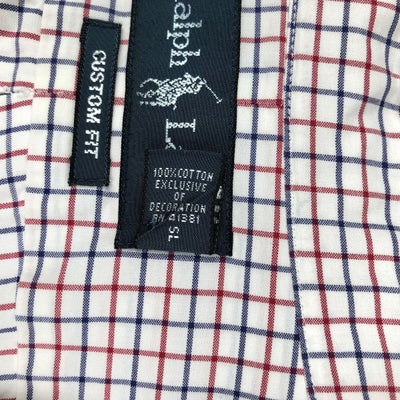 CUSTOM FIT
alph
L
100% COTTON
EXCLUSIVE
OF
DECORATION
RN 41381
SL